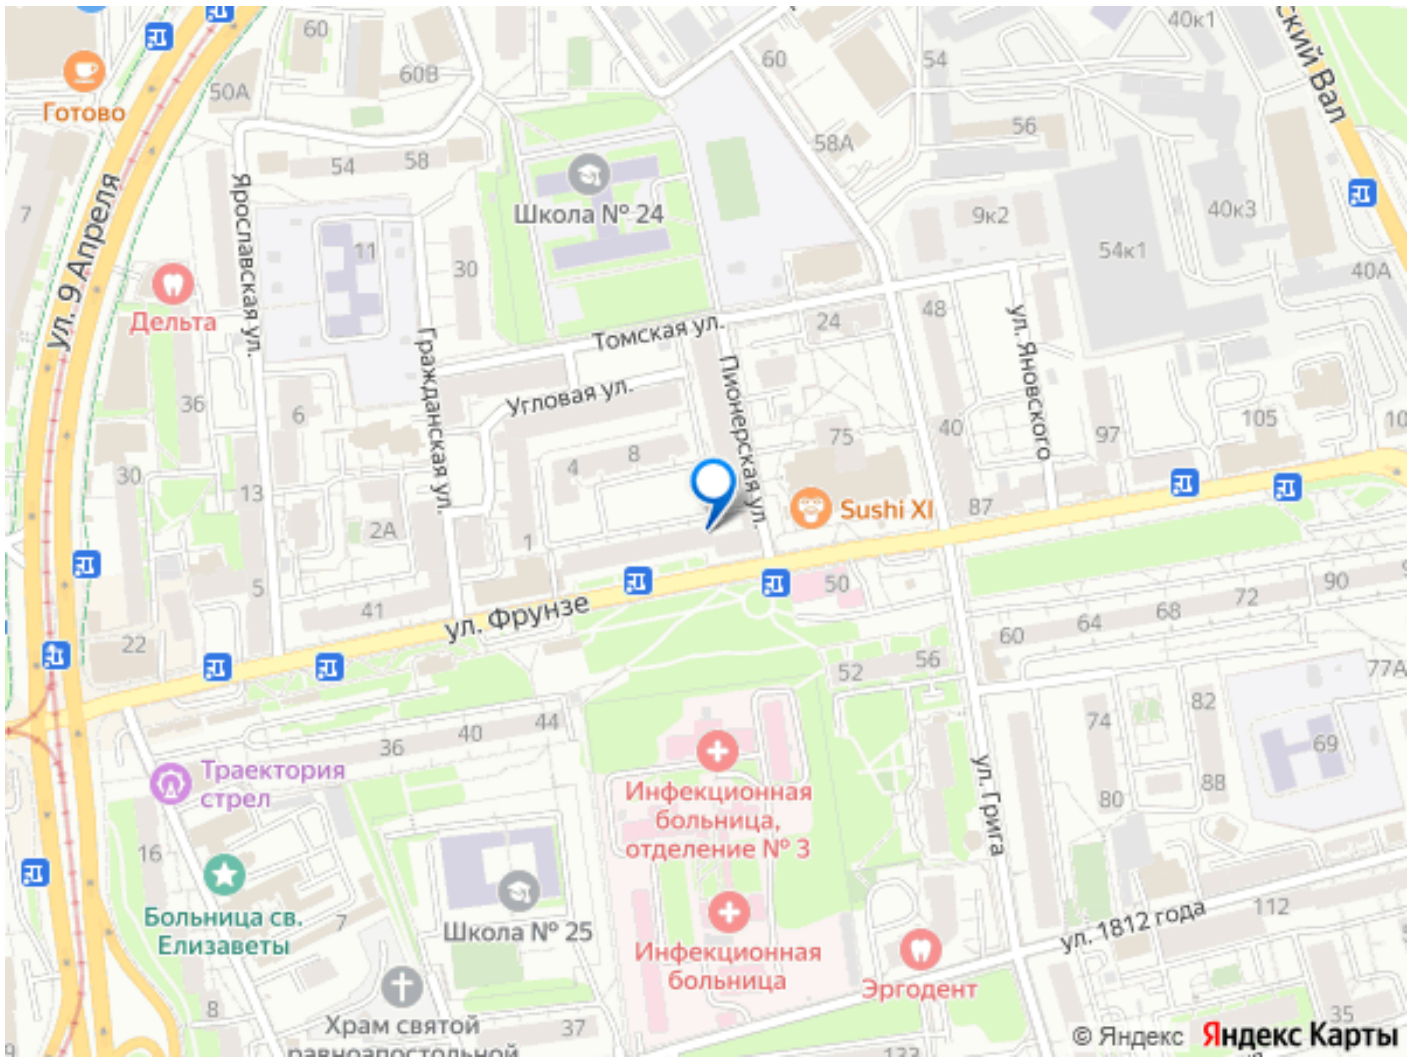 60
40к1
ский Вал
60В
60
54
Готово
50А
58А
56
54
58
7
Школа № 24
9к2
40к3
Ярославская ул.
ул. 9 Апреля
11
30
54к1
40А
Дельта
24
48
Томская ул.
ул. Яновского
Гражданская ул.
Пионерская ул.
36
6
Угловая ул.
75
40
97
105
10
30
4
8
13
2А
1
Sushi XI
87
5
41
50
ул. Фрунзе
22
60
64
68
72
90
9
52
56
77А
36
40
44
82
74
69
Траектория
стрел
ул. Грига
80
88
Инфекционная
больница,
отделение № 3
16
Больница св.
Елизаветы
7
Школа № 25
Инфекционная
больница
Эргодент
ул. 1812 года
112
8
9
Храм святой
равноапостольной
37
133
35
© Яндекс Яндекс Карты